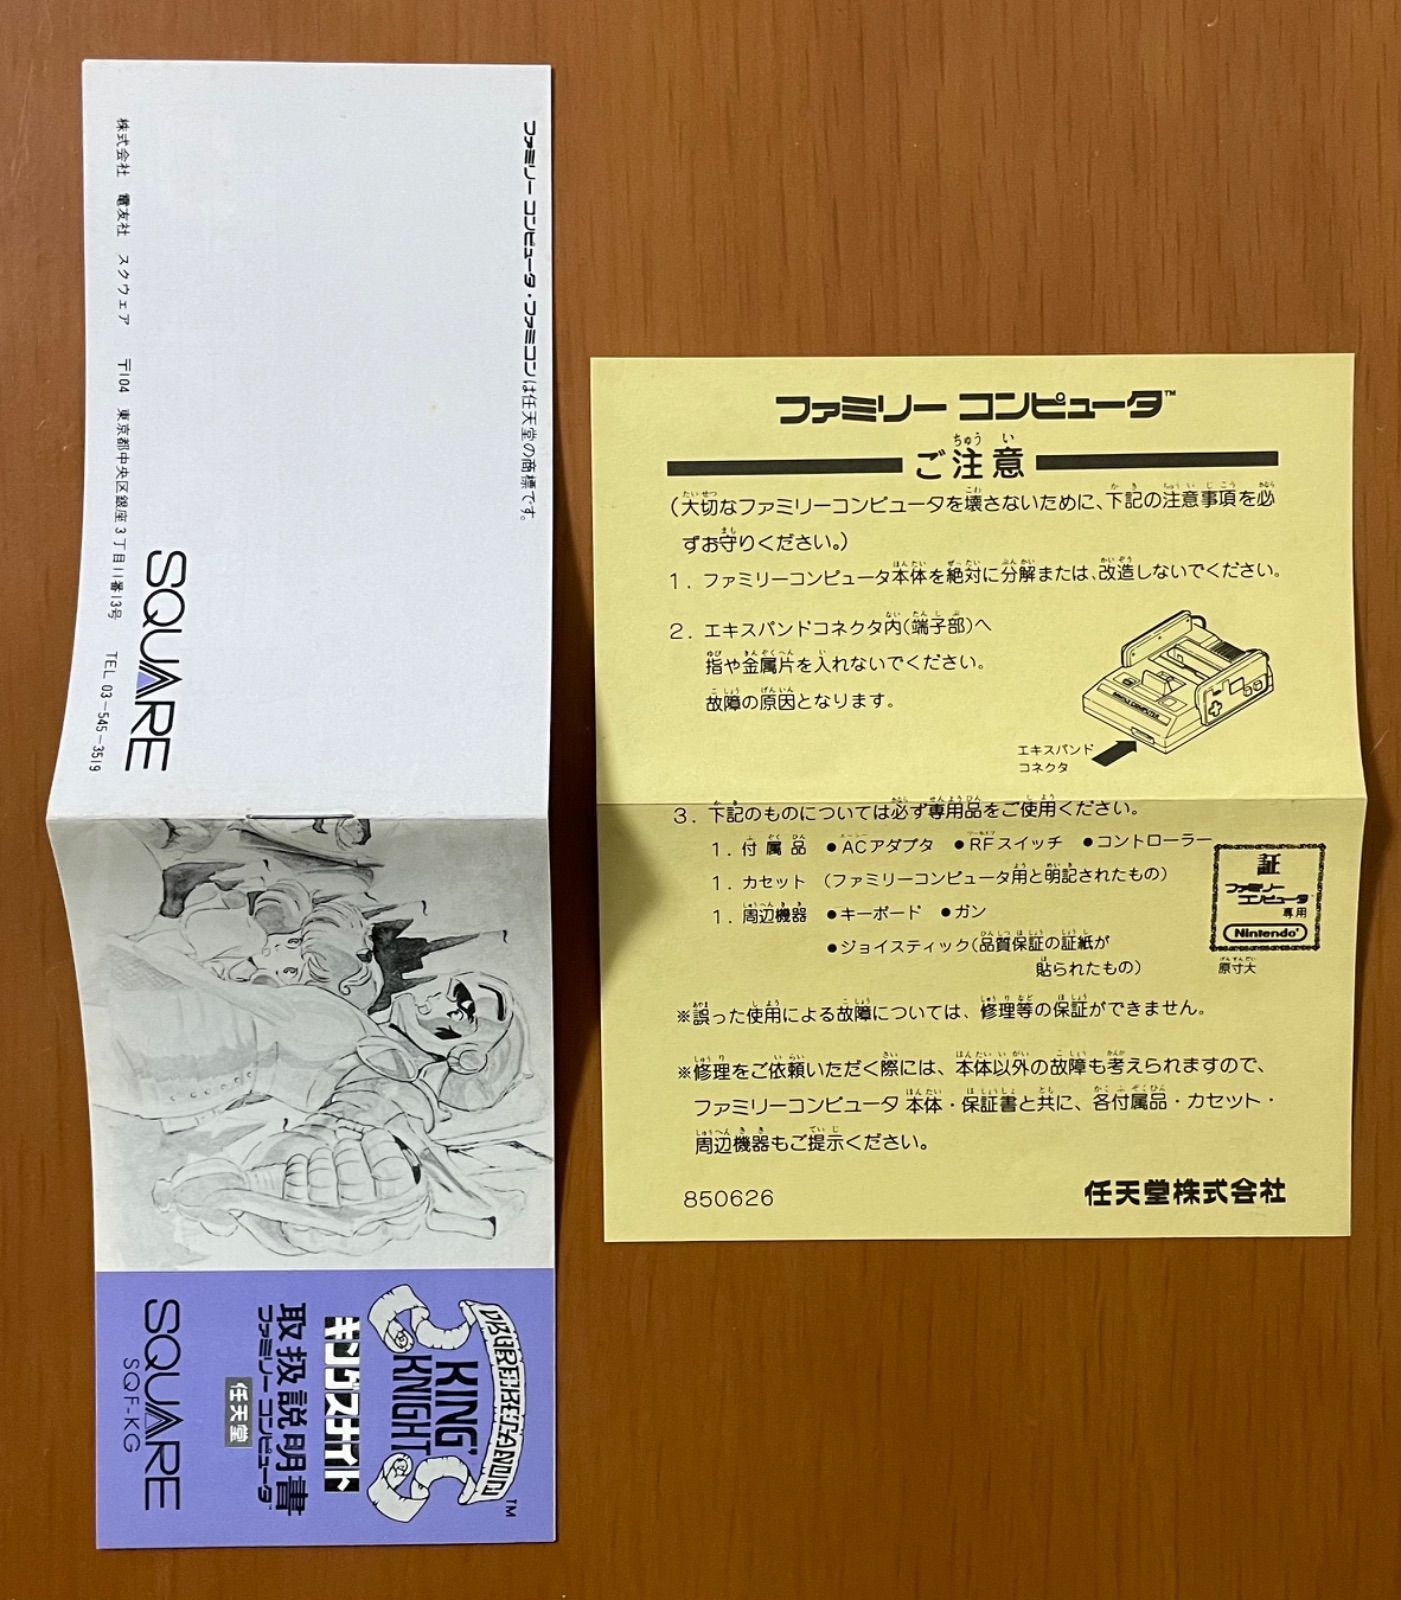 ファミリー コンピュータ・ファミコンは任天堂の商標です。
SQUARE
株式会社 電友社 スクウェア 〒104 東京都中央区銀座3丁目11番13号 TEL 03-545-3519
KING'S
KNIGHT
TM
キングスナイト
取扱説明書
ファミリー コンピュータ
任天堂
SQUARE
SQF-KG
ファミリー コンピュータ™
ご注意
(大切なファミリーコンピュータを壊さないために、下記の注意事項を必
ずお守りください。)
1. ファミリーコンピュータ本体を絶対に分解または、改造しないでください。
2. エキスパンドコネクタ内(端子部)へ
指や金属片を入れないでください。
故障の原因となります。
エキスパンド
コネクタ
3. 下記のものについては必ず専用品をご使用ください。
1. 付属品 ●ACアダプタ ●RFスイッチ ●コントローラー
1. カセット (ファミリーコンピュータ用と明記されたもの)
1. 周辺機器 ●キーボード ●ガン
●ジョイスティック(品質保証の証紙が
貼られたもの)
証
ファミリー
コンピュータ
専用
Nintendo
原寸大
※誤った使用による故障については、修理等の保証ができません。
※修理をご依頼いただく際には、本体以外の故障も考えられますので、
ファミリーコンピュータ 本体・保証書と共に、各付属品・カセット・
周辺機器もご提示ください。
850626
任天堂株式会社